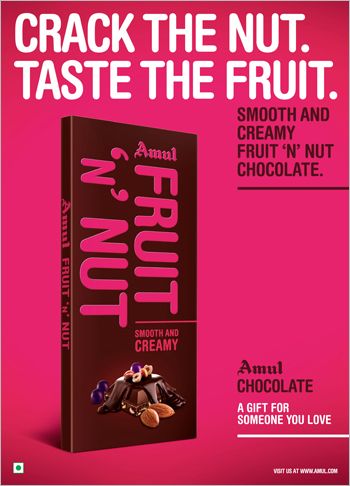 CRACK THE NUT.
TASTE THE FRUIT.
SMOOTH AND
CREAMY
FRUIT ‘N’ NUT
CHOCOLATE.
Amul
FRUIT
‘N’ NUT
SMOOTH AND
CREAMY
Amul FRUIT ‘N’ NUT
Amul
CHOCOLATE
A GIFT FOR
SOMEONE YOU LOVE
VISIT US AT WWW.AMUL.COM